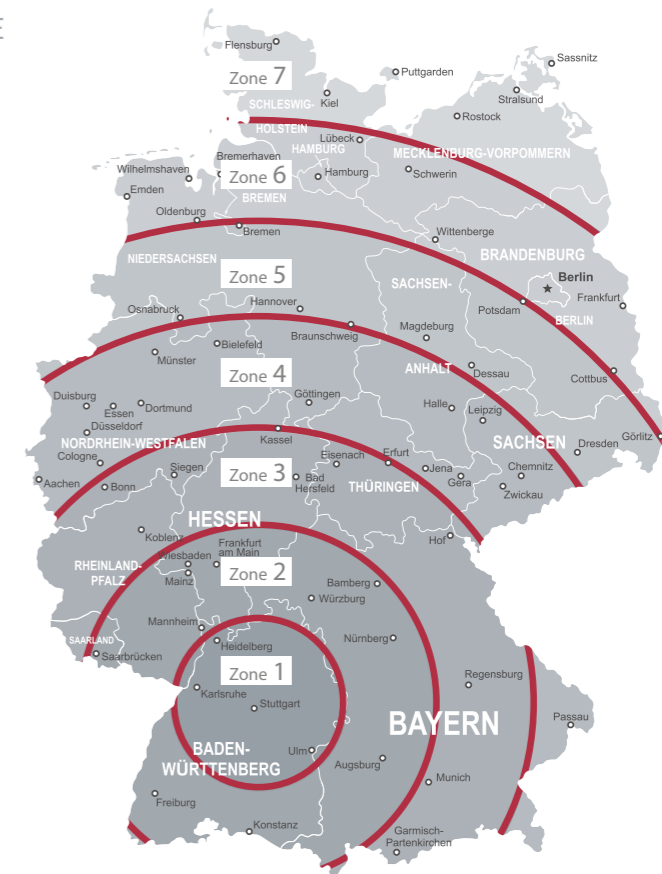 E
Flensburg
Sassnitz
Zone 7
Puttgarden
SCHLESWIG-
Kiel
Stralsund
Rostock
HOLSTEIN
Lübeck
HAMBURG
MECKLENBURG-VORPOMMERN
Bremerhaven
Wilhelmshaven
Zone 6
Hamburg
Schwerin
Emden
BREMEN
Oldenburg
Bremen
Wittenberge
NIEDERSACHSEN
BRANDENBURG
Zone 5
SACHSEN-
Berlin
Hannover
Potsdam
Frankfurt
Osnabruck
BERLIN
Braunschweig
Magdeburg
Bielefeld
Münster
ANHALT
Zone 4
Dessau
Cottbus
Göttingen
Duisburg
Dortmund
Essen
Halle
Leipzig
Düsseldorf
Görlitz
NORDRHEIN-WESTFALEN
Kassel
SACHSEN
Dresden
Cologne
Eisenach
Erfurt
Siegen
Zone 3
Jena
Chemnitz
Aachen
Bonn
Bad
Hersfeld
THÜRINGEN
Gera
Zwickau
HESSEN
Koblenz
Frankfurt
am Main
Hof
Wiesbaden
RHEINLAND-
PFALZ
Mainz
Zone 2
Bamberg
Würzburg
Mannheim
SAARLAND
Heidelberg
Nürnberg
Saarbrücken
Zone 1
Regensburg
Karlsruhe
Stuttgart
BAYERN
Passau
BADEN-
WÜRTTENBERG
Ulm
Augsburg
Munich
Freiburg
Konstanz
Garmisch-
Partenkirchen